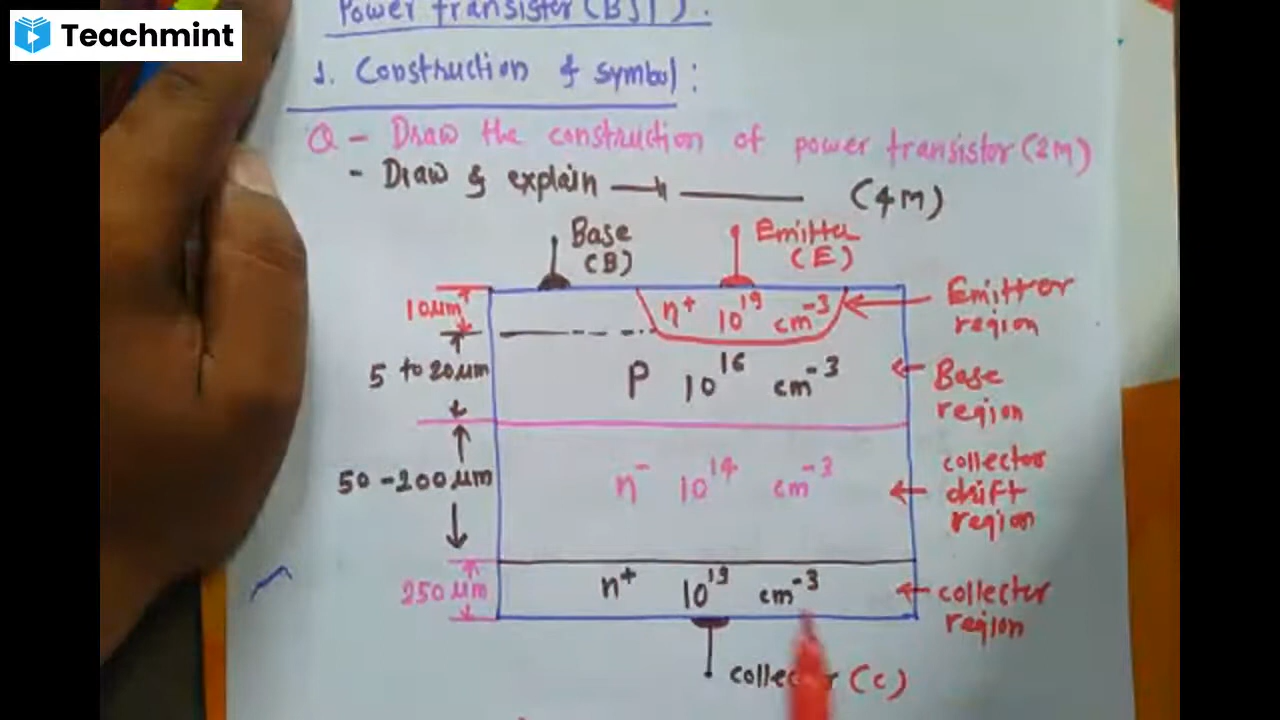 Teachmint
Power transistor (BJT).
1. Construction & symbol:
Q - Draw the construction of power transistor (2M)
- Draw & explain —〃— (4M)
Base
(B)
Emitter
(E)
10μm
n+ 10^19 cm^-3
Emitter
region
5 to 20μm
P 10^16 cm^-3
Base
region
50-200μm
n^- 10^14 cm^-3
collector
drift
region
250μm
n+ 10^19 cm^-3
collector
region
collector (C)